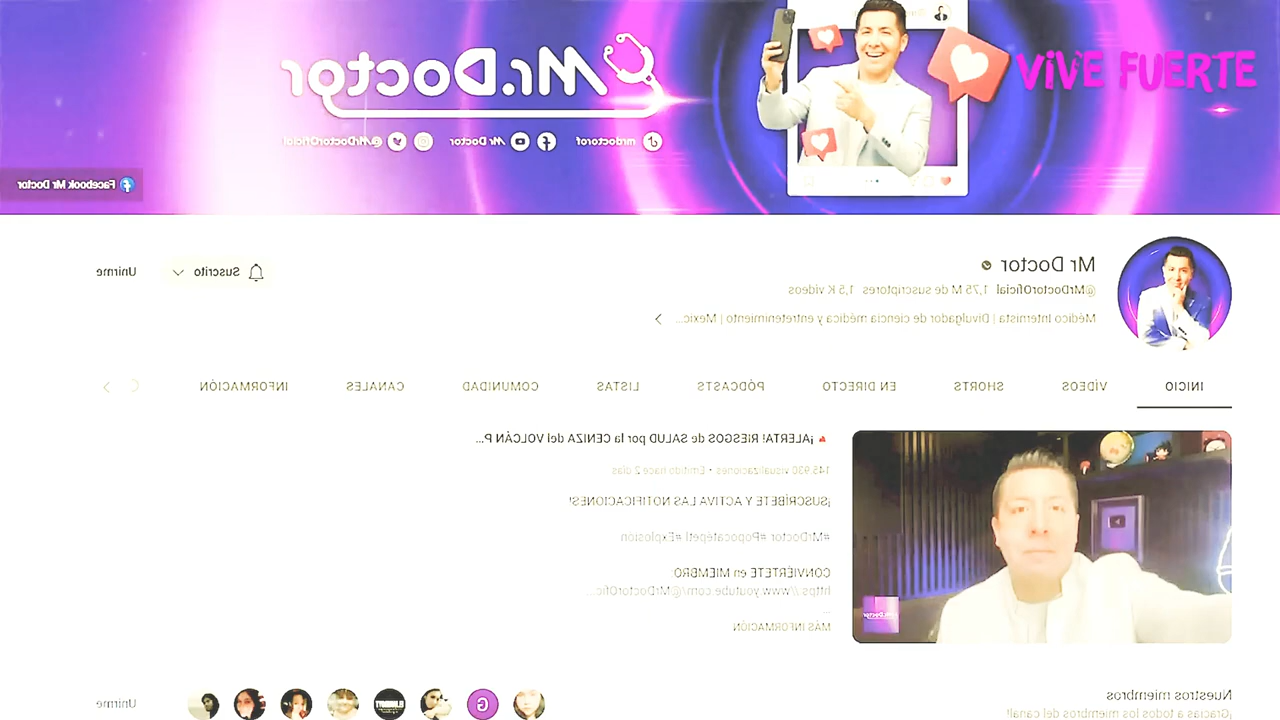 Mr.Doctor
VIVE FUERTE
mrdoctorof
Mr Doctor
@MrDoctorOficial
Facebook Mr Doctor
Mr Doctor
@MrDoctorOficial 1,75 M de suscriptores 1,5 K vídeos
Médico Internista | Divulgador de ciencia médica y entretenimiento | Mexic...
Suscrito
Unirme
INICIO
VÍDEOS
SHORTS
EN DIRECTO
PÓDCASTS
LISTAS
COMUNIDAD
CANALES
INFORMACIÓN
¡ALERTA! RIESGOS de SALUD por la CENIZA del VOLCÁN P...
145.930 visualizaciones • Emitido hace 2 días
¡SUSCRÍBETE Y ACTIVA LAS NOTIFICACIONES!
#MrDoctor #Popocatépetl #Explosión
CONVIÉRTETE en MIEMBRO:
https://www.youtube.com/@MrDoctorOfic...
...
MÁS INFORMACIÓN
Mr.Doctor
Nuestros miembros
¡Gracias a todos los miembros del canal!
G
Unirme